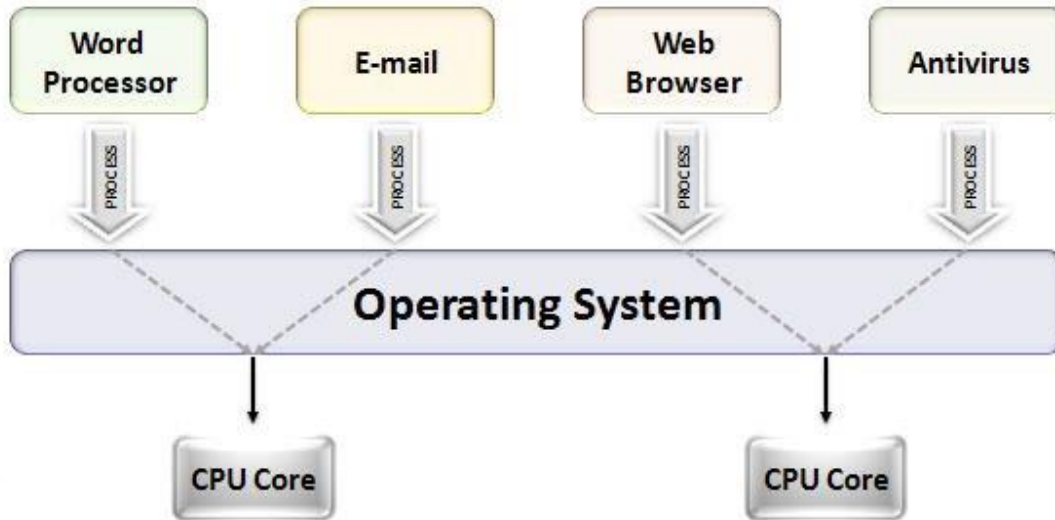 Word
Processor
E-mail
Web
Browser
Antivirus
PROCESS
PROCESS
PROCESS
PROCESS
Operating System
CPU Core
CPU Core